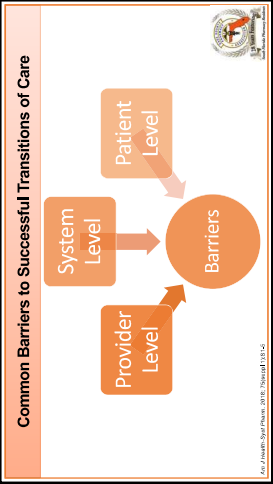 Common Barriers to Successful Transitions of Care
Provider
Level
System
Level
Patient
Level
Barriers
Am J Health-Syst Pharm. 2018; 75(suppl 1):S1-5